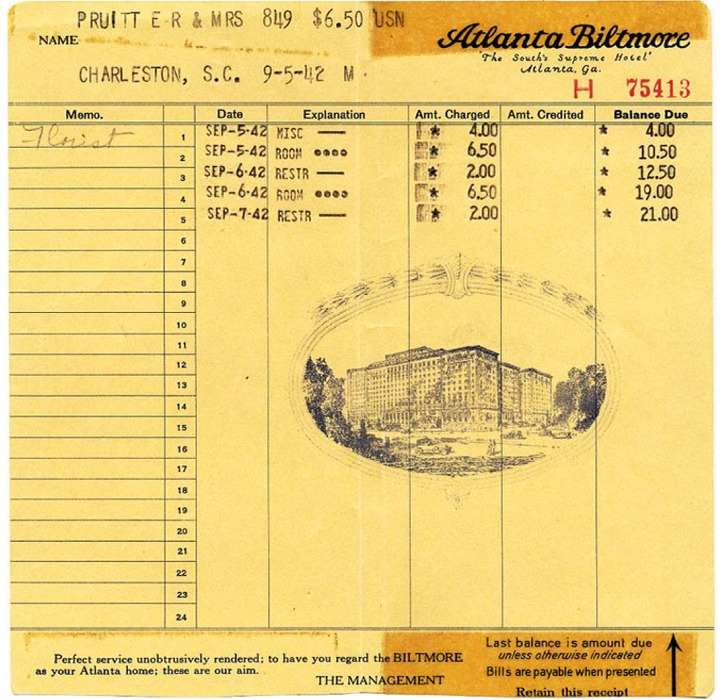 PRUITT E R & MRS 849 $6.50 USN
NAME
Atlanta Biltmore
"The South's Supreme Hotel"
Atlanta, Ga.
CHARLESTON, S.C. 9-5-42 M
H 75413
Memo. Date Explanation Amt. Charged Amt. Credited Balance Due
Florist 1 SEP-5-42 MISC — * 4.00 * 4.00
2 SEP-5-42 ROOM •••• * 6.50 * 10.50
3 SEP-6-42 RESTR — * 2.00 * 12.50
4 SEP-6-42 ROOM •••• * 6.50 * 19.00
5 SEP-7-42 RESTR — * 2.00 * 21.00
6
7
8
9
10
11
12
13
14
15
16
17
18
19
20
21
22
23
24
Perfect service unobtrusively rendered; to have you regard the BILTMORE
as your Atlanta home; these are our aim.
THE MANAGEMENT
Last balance is amount due
unless otherwise indicated
Bills are payable when presented
Retain this receipt